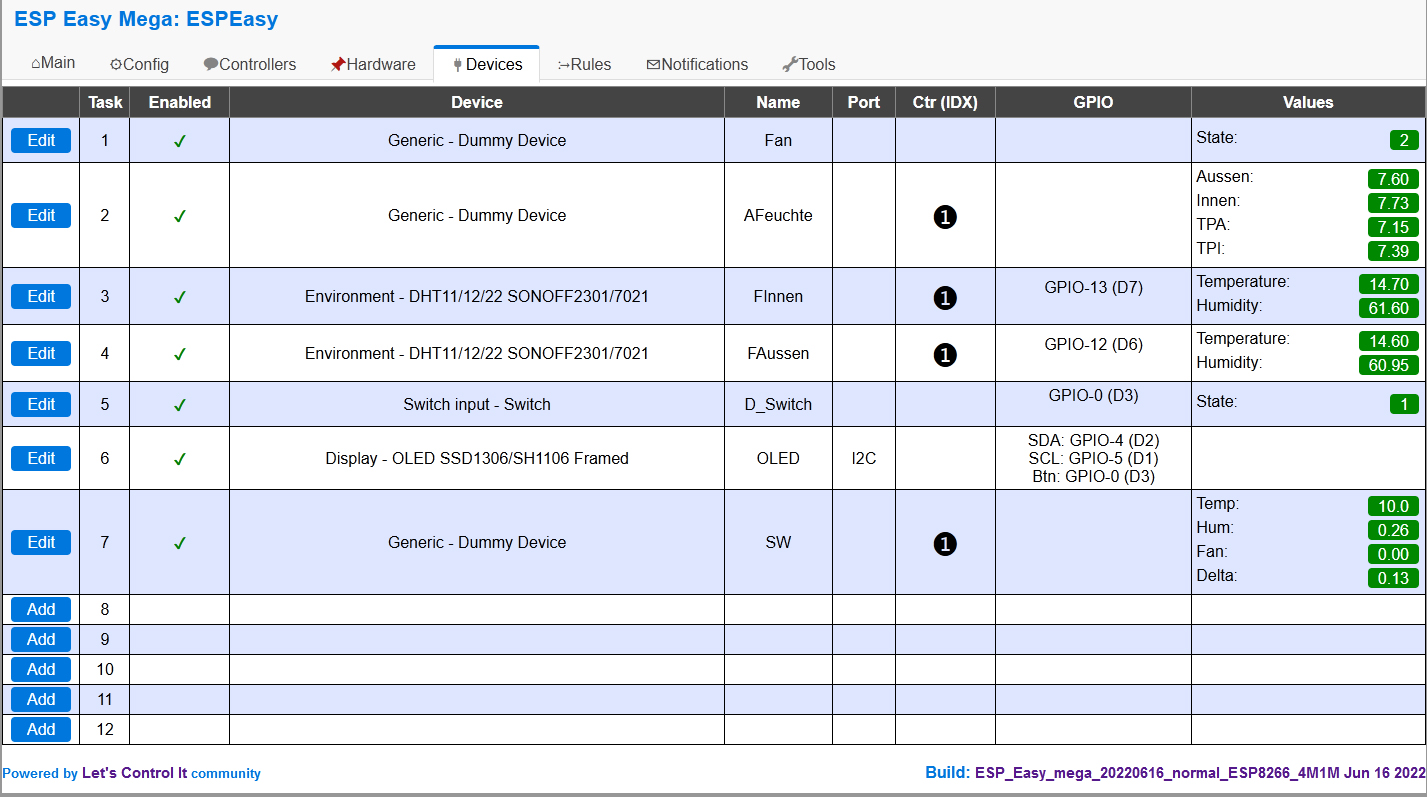 ESP Easy Mega: ESPEasy
⌂Main ⚙Config 💬Controllers 📌Hardware 🔌Devices ⤳Rules ✉Notifications 🔧Tools
Task Enabled Device Name Port Ctr (IDX) GPIO Values
Edit 1 ✓ Generic - Dummy Device Fan State: 2
Edit 2 ✓ Generic - Dummy Device AFeuchte ❶ Aussen: 7.60
Innen: 7.73
TPA: 7.15
TPI: 7.39
Edit 3 ✓ Environment - DHT11/12/22 SONOFF2301/7021 FInnen ❶ GPIO-13 (D7) Temperature: 14.70
Humidity: 61.60
Edit 4 ✓ Environment - DHT11/12/22 SONOFF2301/7021 FAussen ❶ GPIO-12 (D6) Temperature: 14.60
Humidity: 60.95
Edit 5 ✓ Switch input - Switch D_Switch GPIO-0 (D3) State: 1
Edit 6 ✓ Display - OLED SSD1306/SH1106 Framed OLED I2C SDA: GPIO-4 (D2)
SCL: GPIO-5 (D1)
Btn: GPIO-0 (D3)
Edit 7 ✓ Generic - Dummy Device SW ❶ Temp: 10.0
Hum: 0.26
Fan: 0.00
Delta: 0.13
Add 8
Add 9
Add 10
Add 11
Add 12
Powered by Let's Control It community Build: ESP_Easy_mega_20220616_normal_ESP8266_4M1M Jun 16 2022